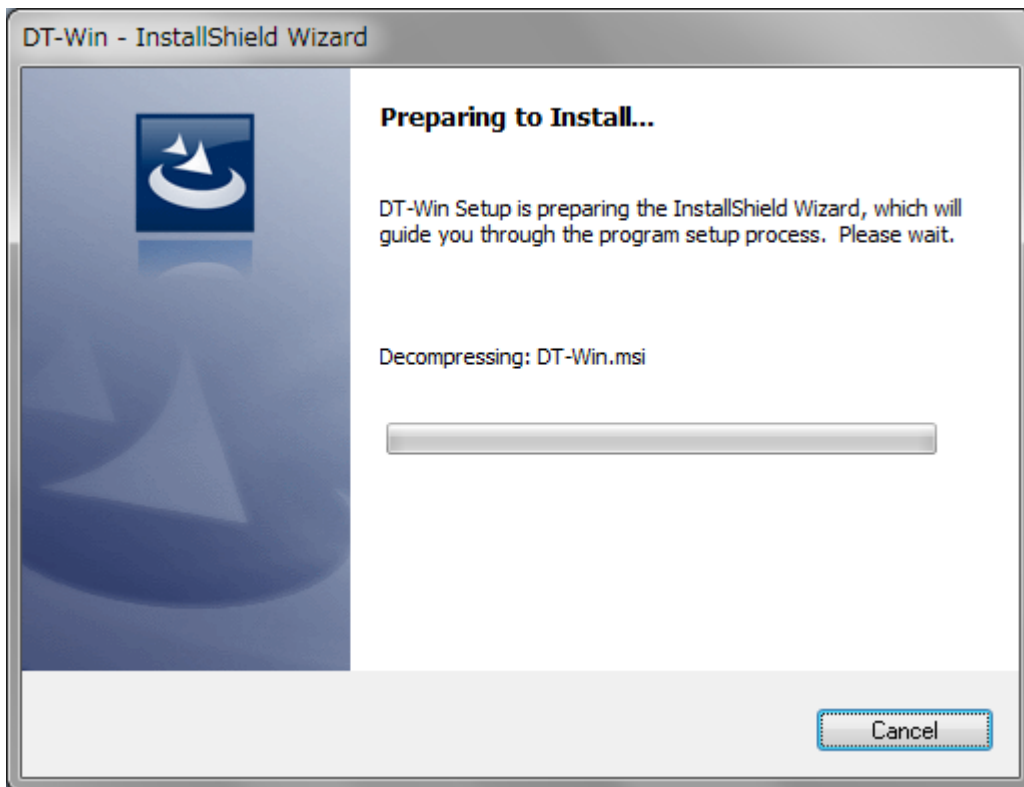 DT-Win - InstallShield Wizard
Preparing to Install...
DT-Win Setup is preparing the InstallShield Wizard, which will
guide you through the program setup process.  Please wait.
Decompressing: DT-Win.msi
Cancel